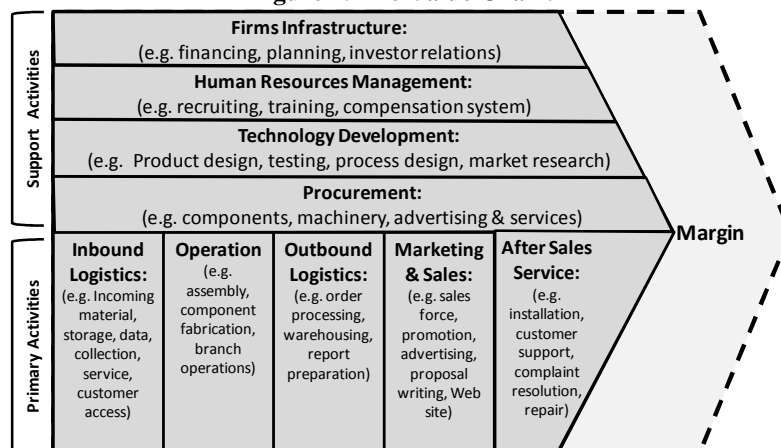 Support Activities
Firms Infrastructure:
(e.g. financing, planning, investor relations)
Human Resources Management:
(e.g. recruiting, training, compensation system)
Technology Development:
(e.g. Product design, testing, process design, market research)
Procurement:
(e.g. components, machinery, advertising & services)
Margin
Primary Activities
Inbound
Logistics:
(e.g. Incoming
material,
storage, data,
collection,
service,
customer
access)
Operation
(e.g.
assembly,
component
fabrication,
branch
operations)
Outbound
Logistics:
(e.g. order
processing,
warehousing,
report
preparation)
Marketing
& Sales:
(e.g. sales
force,
promotion,
advertising,
proposal
writing, Web
site)
After Sales
Service:
(e.g.
installation,
customer
support,
complaint
resolution,
repair)